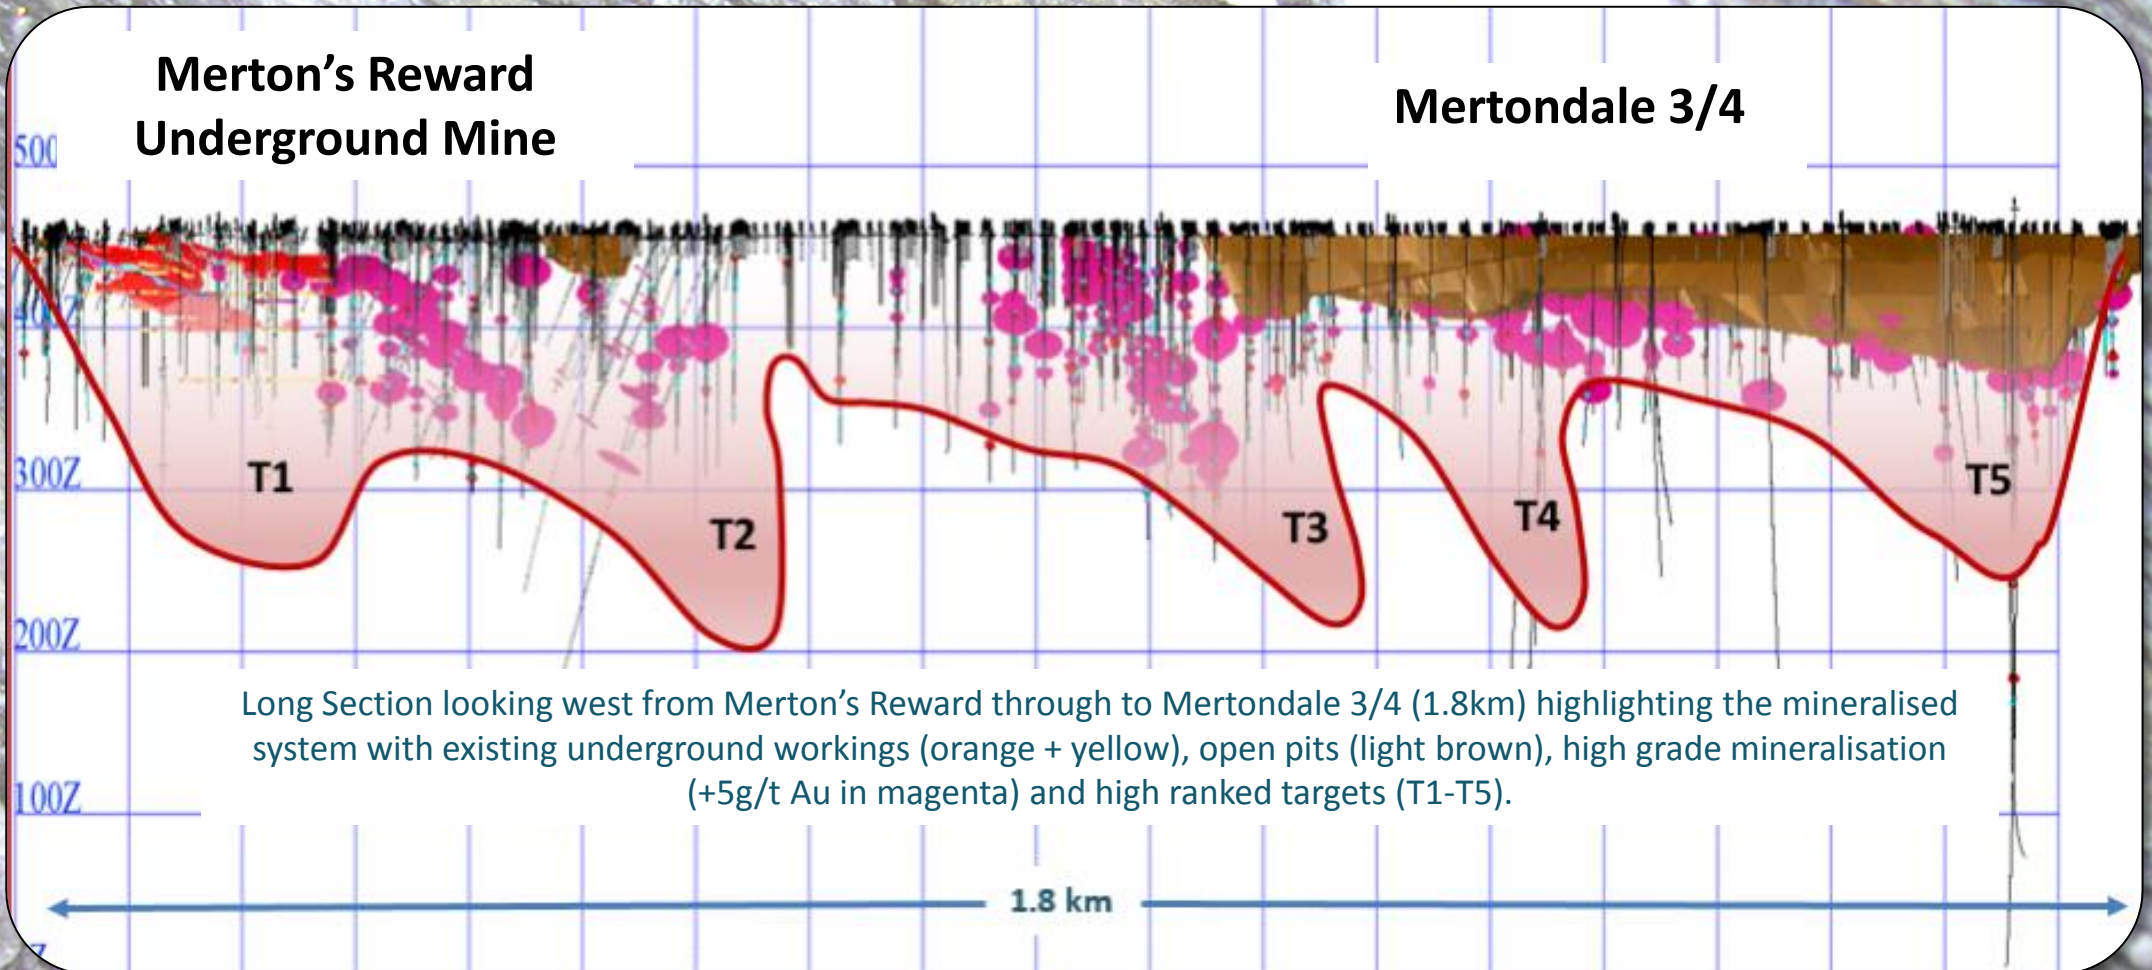 Merton’s Reward
Underground Mine
Mertondale 3/4
500
300Z
T1
T2
T3
T4
T5
200Z
Long Section looking west from Merton’s Reward through to Mertondale 3/4 (1.8km) highlighting the mineralised
system with existing underground workings (orange + yellow), open pits (light brown), high grade mineralisation
(+5g/t Au in magenta) and high ranked targets (T1-T5).
100Z
1.8 km